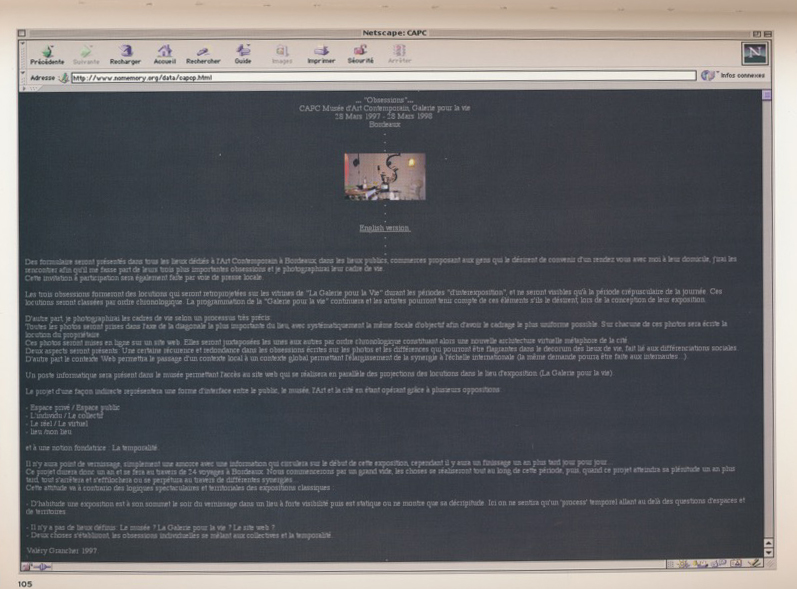 Netscape: CAPC
Précédente Suivante Recharger Accueil Rechercher Guide Images Imprimer Sécurité Arrêter
N
Adresse http://www.nomemory.org/data/capcp.html Infos connexes
.... "Obsessions"....
CAPC Musée d'Art Contemporain, Galerie pour la vie
28 Mars 1997 - 28 Mars 1998
Bordeaux
English version.
Des formulaire seront présentés dans tous les lieux dédiés à l'Art Contemporain à Bordeaux, dans les lieux publics, commerces proposant aux gens qui le désirent de convenir d'un rendez vous avec moi à leur domicile, j'irai les
rencontrer afin qu'il me fasse part de leurs trois plus importantes obsessions et je photographirai leur cadre de vie.
Cette invitation à participation sera également faite par voie de presse locale.
Les trois obsessions formeront des locutions qui seront retroprojetées sur les vitrines de "La Galerie pour la Vie" durant les périodes "d'interexposition", et ne seront visibles qu'à la période crépusculaire de la journée. Ces
locutions seront classées par ordre chronologique. La programmation de la "Galerie pour la vie" continuera et les artistes pourront tenir compte de ces éléments s'ils le désirent, lors de la conception de leur exposition.
D'autre part, je photographirai les cadres de vie selon un processus très précis:
Toutes les photos seront prises dans l'axe de la diagonale la plus importante du lieu, avec systématiquement la même focale d'objectif afin d'avoir le cadrage le plus uniforme possible. Sur chacune de ces photos sera écrite la
locution du propriétaire.
Ces photos seront mises en ligne sur un site web. Elles seront juxtaposées les unes aux autres par ordre chronologique constituant alors une nouvelle architecture virtuelle métaphore de la cité.
Deux aspects seront présents: Une certaine récurence et redondance dans les obsessions écrites sur les photos et les différences qui pourront être flagrantes dans le decorum des lieux de vie, fait lié aux différenciations sociales.
D'autre part le contexte Web permettra le passage d'un contexte local à un contexte global permettant l'élargissement de la synergie à l'échelle internationale (la même demande pourra être faite aux internautes...).
Un poste informatique sera présent dans le musée permettant l'accès au site web qui se réalisera en parallèle des projections des locutions dans le lieu d'exposition (La Galerie pour la vie)
Le projet d'une façon indirecte représentera une forme d'interface entre le public, le musée, l'Art et la cité en étant opérant grâce à plusieurs oppositions:
- Espace privé / Espace public
- L'individu / Le collectif
- Le réel / Le virtuel
- lieu /non lieu
et à une notion fondatrice : La temporalité.
Il n'y aura point de vernissage, simplement une annonce avec une information qui circulera sur le début de cette exposition, cependant il y aura un finissage un an plus tard jour pour jour ...
Ce projet durera donc un an et se fera au travers de 24 voyages à Bordeaux. Nous commencerons par un grand vide, les choses se réaliseront tout au long de cette période, puis, quand ce projet atteindra sa plénitude un an plus
tard, tout s'arrêtera et s'effilochera ou se perpétuera au travers de différentes synergies...
Cette attitude va à contrario des logiques spectaculaires et territoriales des expositions classiques :
- D'habitude une exposition est à son sommet le soir du vernissage dans un lieu à forte visibilité puis est statique ou ne montre que sa décripitude. Ici on ne sentira qu'un 'process' temporel allant au delà des questions d'espaces et
de territoires.
- Il n'y a pas de lieux définis: Le musée ? La Galerie pour la vie ? Le site web ?
- Deux choses s'établiront, les obsessions individuelles se mêlant aux collectives et la temporalité.
Valéry Grancher 1997
105